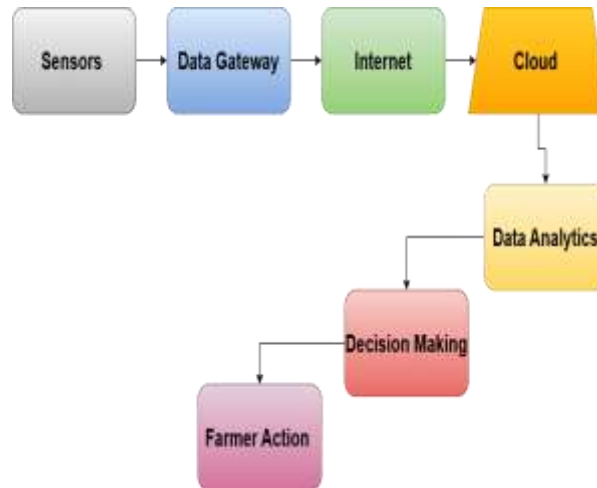 Sensors
Data Gateway
Internet
Cloud
Data Analytics
Decision Making
Farmer Action